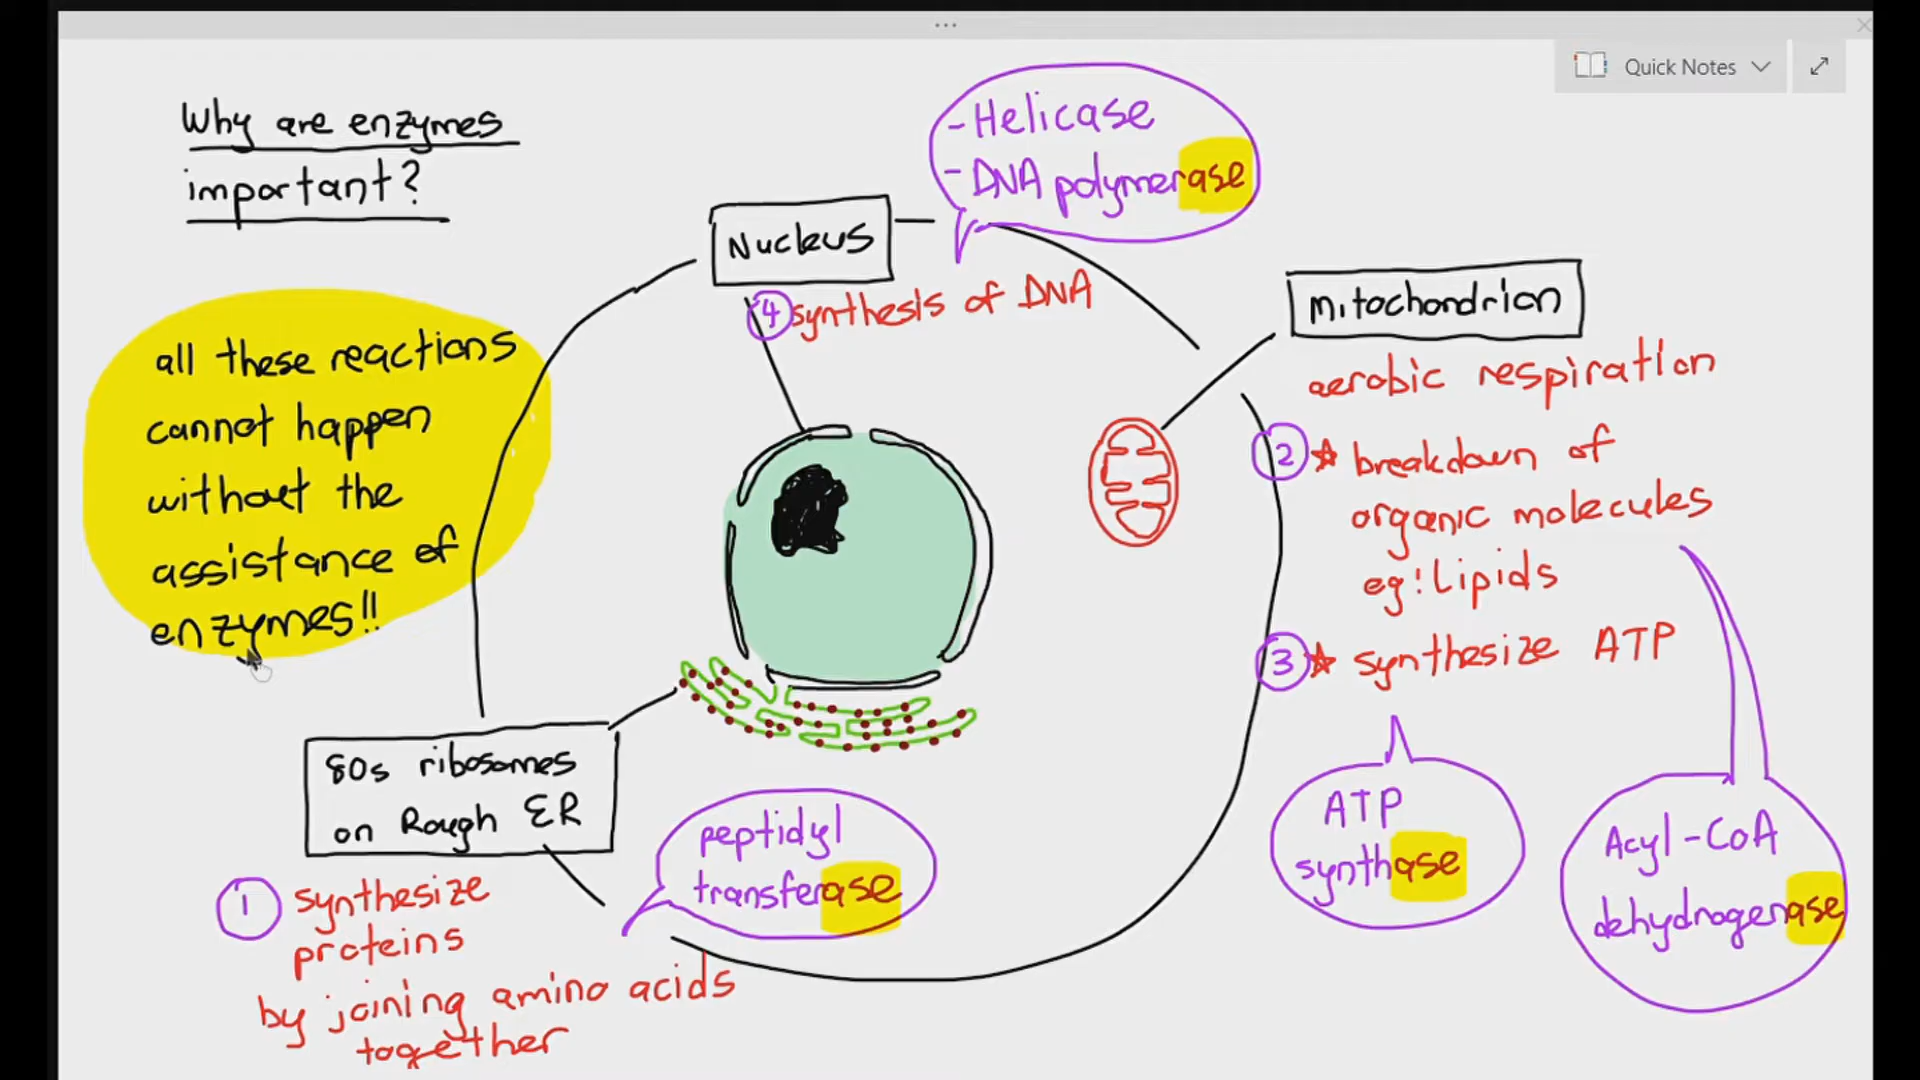 Quick Notes
Why are enzymes
important?
- Helicase
- DNA polymerase
Nucleus
④ synthesis of DNA
Mitochondrion
aerobic respiration
② ★ breakdown of
organic molecules
eg: Lipids
③ ★ synthesize ATP
all these reactions
cannot happen
without the
assistance of
enzymes!!
80s ribosomes
on Rough ER
① synthesize
proteins
by joining amino acids
together
peptidyl
transferase
ATP
synthase
Acyl-CoA
dehydrogenase